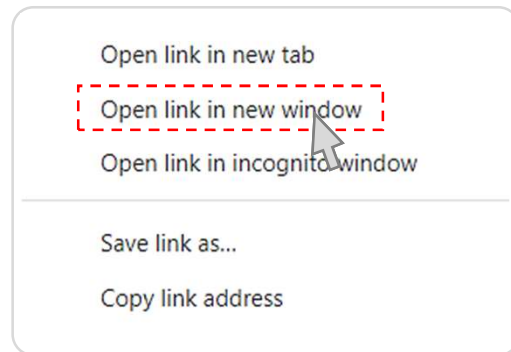 Open link in new tab
Open link in new window
Open link in incognito window
Save link as...
Copy link address